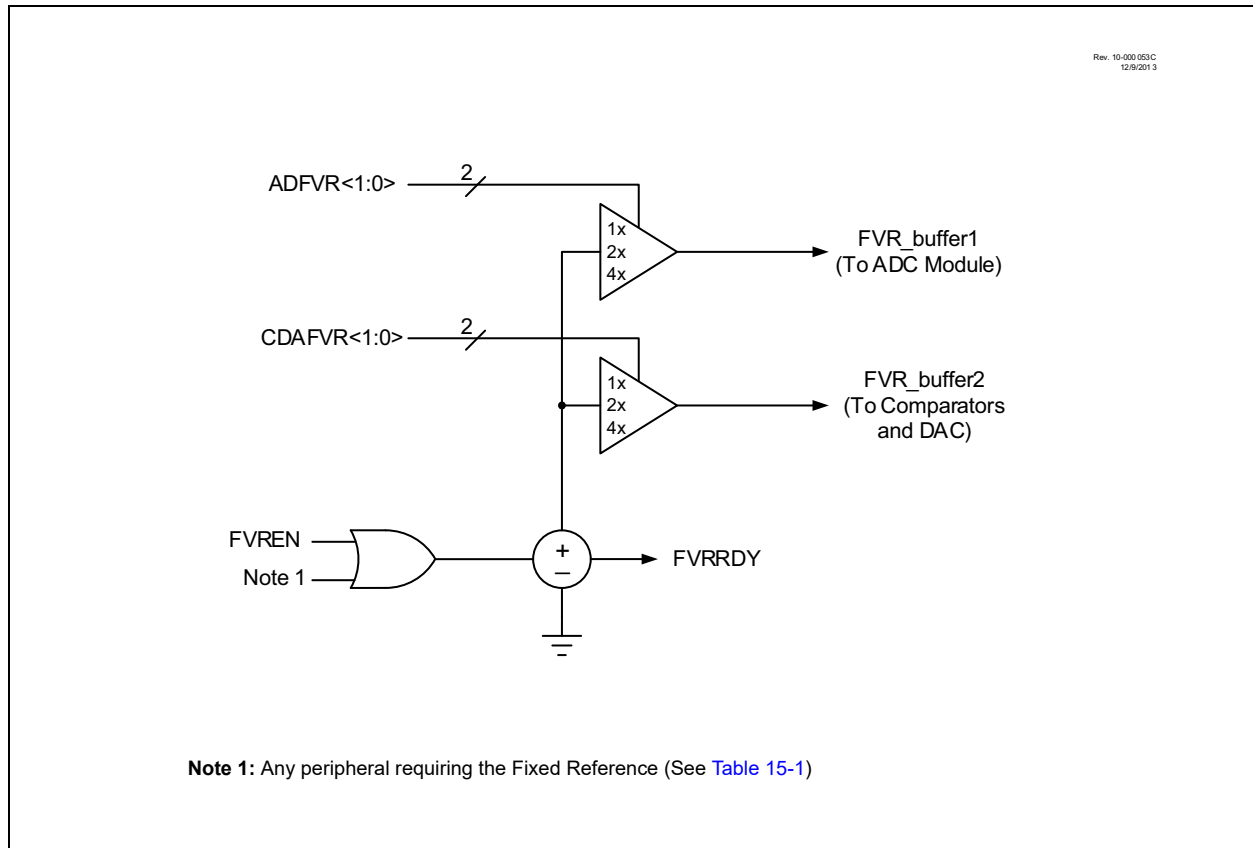 Rev. 10-000 053C
12/9/201 3
ADFVR<1:0>
2
1x
2x
4x
FVR_buffer1
(To ADC Module)
CDAFVR<1:0>
2
1x
2x
4x
FVR_buffer2
(To Comparators
and DAC)
FVREN
Note 1
+
−
FVRRDY
Note 1: Any peripheral requiring the Fixed Reference (See Table 15-1)